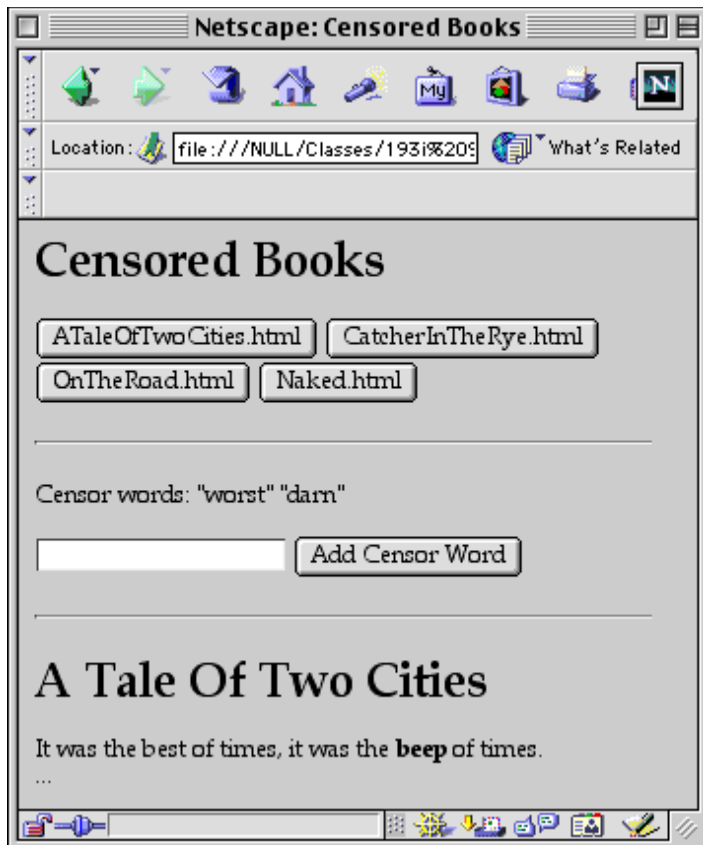 Netscape: Censored Books
My
N
Location: file:///NULL/Classes/193i%209 What's Related
Censored Books
ATaleOfTwoCities.html CatcherInTheRye.html
OnTheRoad.html Naked.html
Censor words: "worst" "darn"
Add Censor Word
A Tale Of Two Cities
It was the best of times, it was the beep of times.
...